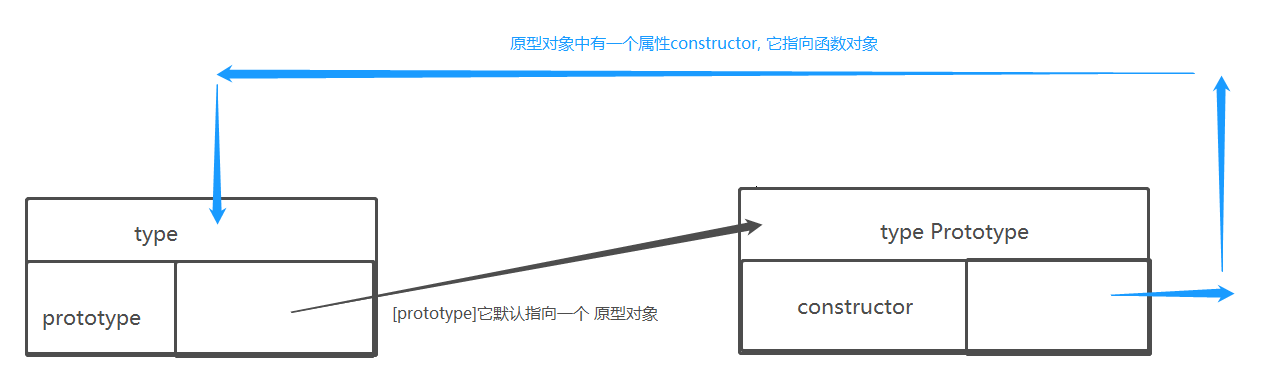 原型对象中有一个属性constructor, 它指向函数对象
type
type Prototype
prototype
[prototype]它默认指向一个 原型对象
constructor